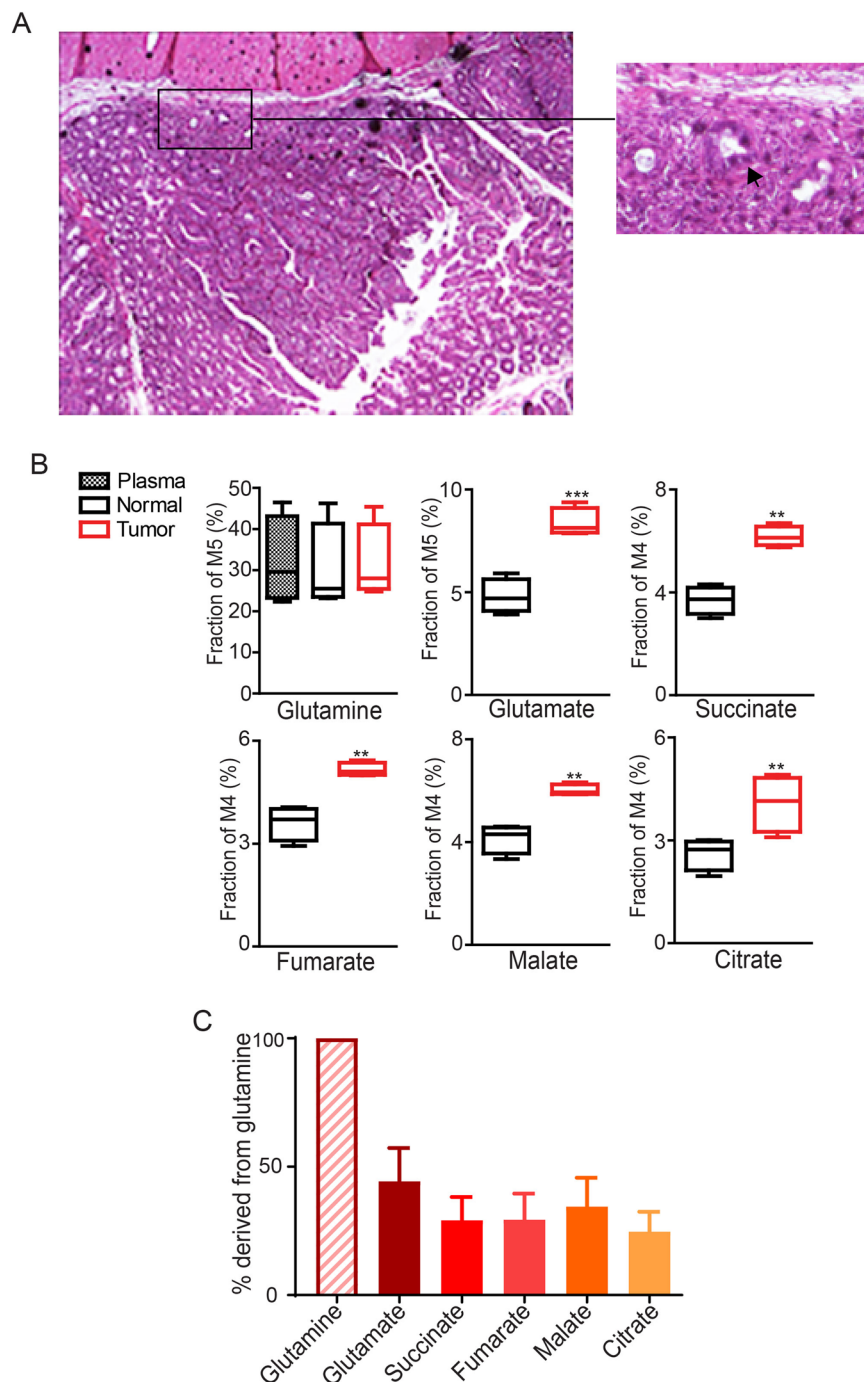 A
B
Plasma
Normal
Tumor
Fraction of M5 (%)
50
40
30
20
10
0
Glutamine
Fraction of M5 (%)
10
5
0
***
Glutamate
Fraction of M4 (%)
8
4
0
**
Succinate
Fraction of M4 (%)
6
3
0
**
Fumarate
Fraction of M4 (%)
8
4
0
**
Malate
Fraction of M4 (%)
6
3
0
**
Citrate
C
% derived from glutamine
100
50
0
Glutamine
Glutamate
Succinate
Fumarate
Malate
Citrate